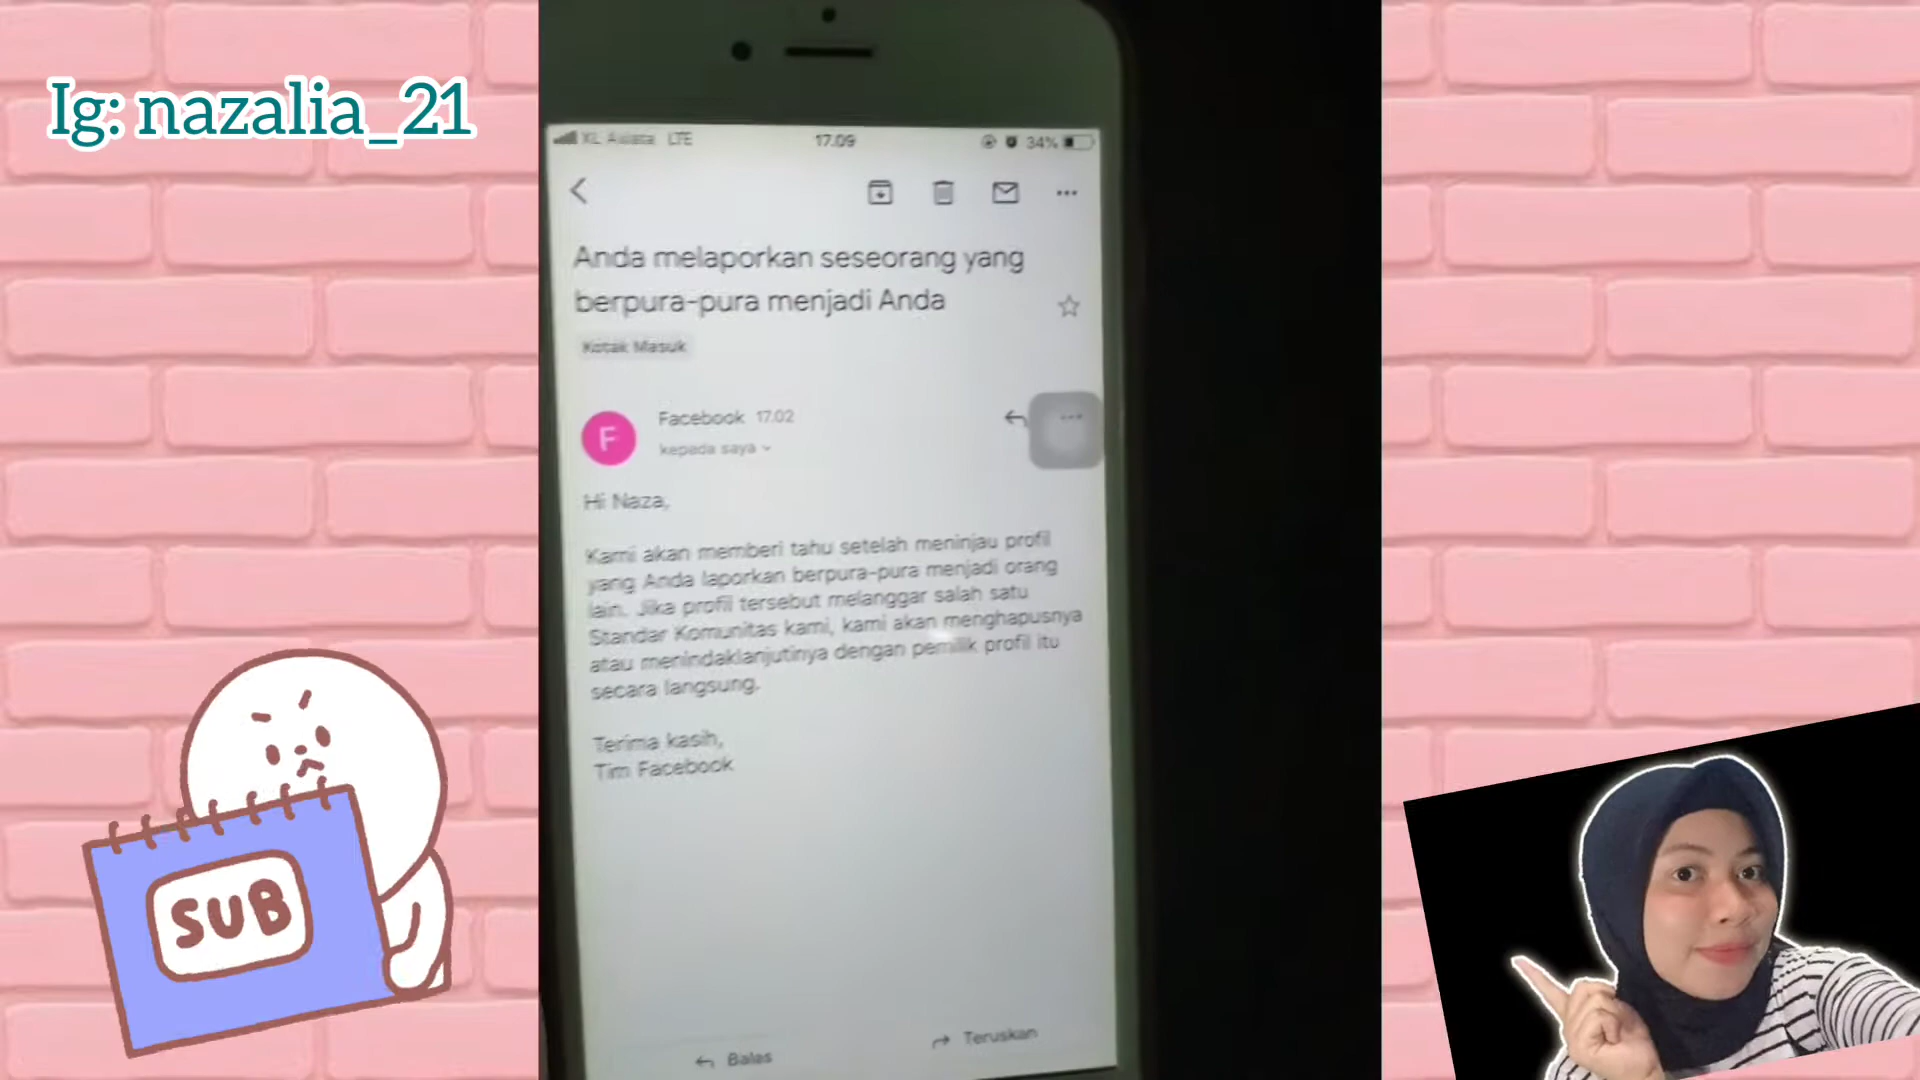 Ig: nazalia_21
XL Axiata LTE 17.09 34%
Anda melaporkan seseorang yang
berpura-pura menjadi Anda
Kotak Masuk
F
Facebook 17.02
kepada saya
Hi Naza,
Kami akan memberi tahu setelah meninjau profil
yang Anda laporkan berpura-pura menjadi orang
lain. Jika profil tersebut melanggar salah satu
Standar Komunitas kami, kami akan menghapusnya
atau menindaklanjutinya dengan pemilik profil itu
secara langsung.
Terima kasih,
Tim Facebook
Balas
Teruskan
SUB